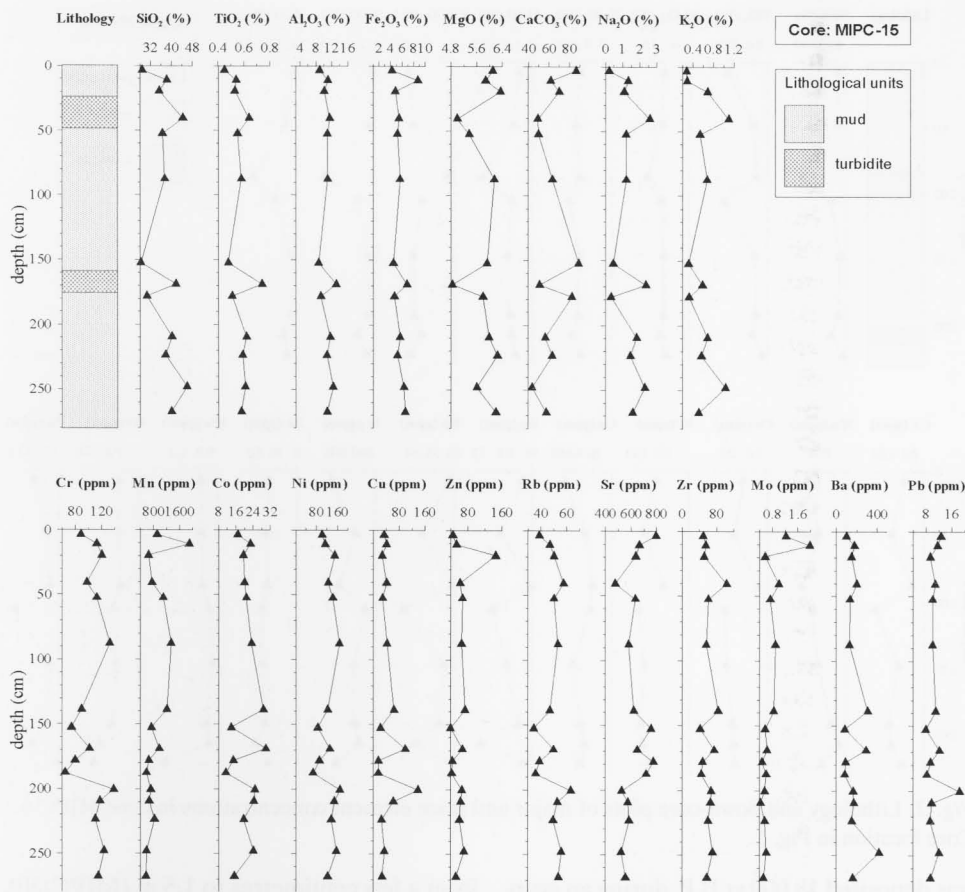 Lithology SiO₂ (%) TiO₂ (%) Al₂O₃ (%) Fe₂O₃ (%) MgO (%) CaCO₃ (%) Na₂O (%) K₂O (%)
32 40 48 0.4 0.6 0.8 4 8 12 16 2 4 6 8 10 4.8 5.6 6.4 40 60 80 0 1 2 3 0.4 0.8 1.2
Core: MIPC-15
Lithological units
mud
turbidite
0
50
100
150
200
250
depth (cm)
Cr (ppm) Mn (ppm) Co (ppm) Ni (ppm) Cu (ppm) Zn (ppm) Rb (ppm) Sr (ppm) Zr (ppm) Mo (ppm) Ba (ppm) Pb (ppm)
80 120 800 1600 8 16 24 32 80 160 80 160 80 160 40 60 400 600 800 0 80 0.8 1.6 0 400 8 16
0
50
100
150
200
250
depth (cm)